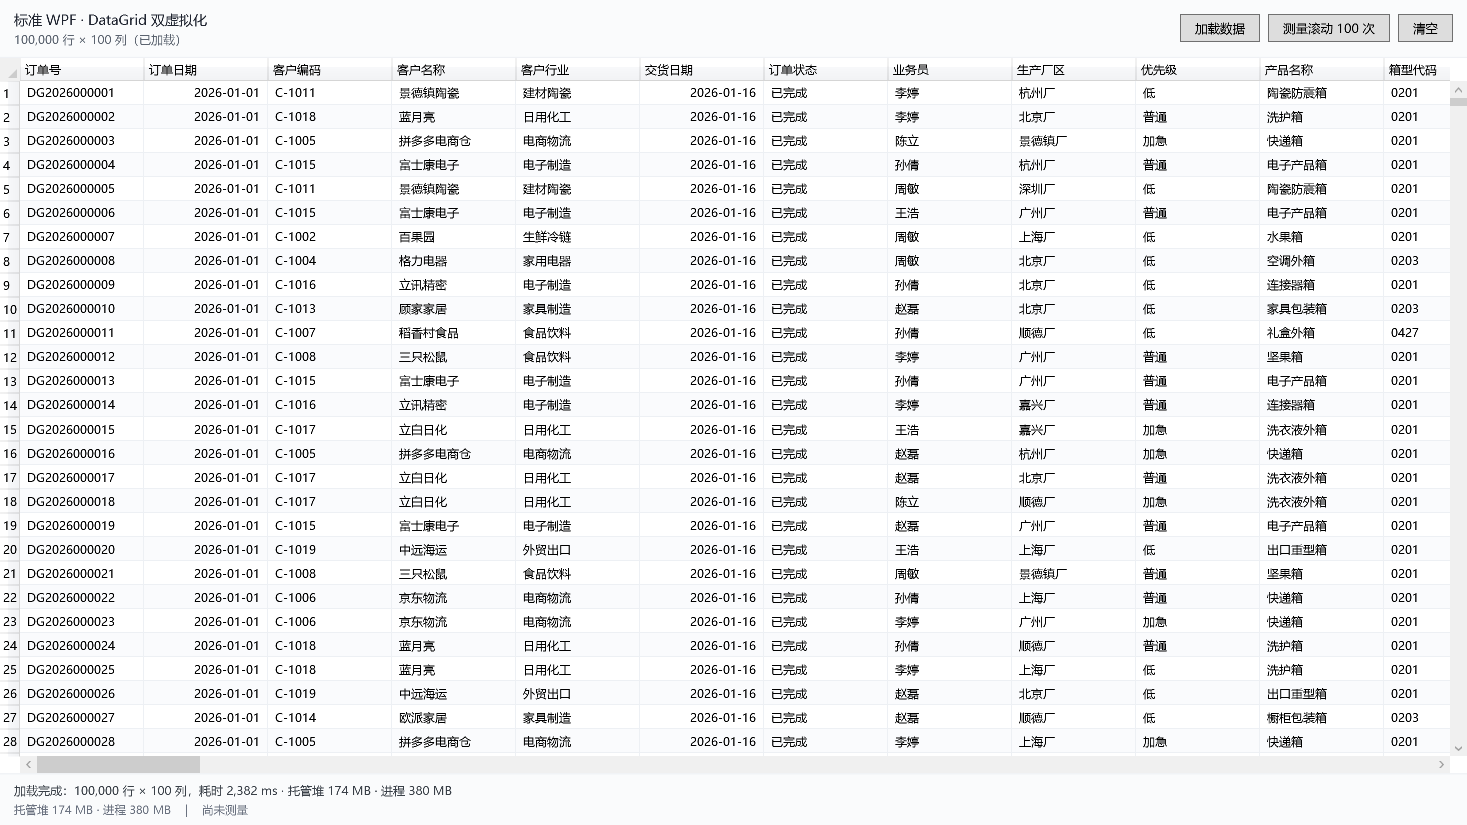 标准 WPF · DataGrid 双虚拟化
100,000 行 × 100 列（已加载）
加载数据 测量滚动 100 次 清空
订单号 订单日期 客户编码 客户名称 客户行业 交货日期 订单状态 业务员 生产厂区 优先级 产品名称 箱型代码
1 DG2026000001 2026-01-01 C-1011 景德镇陶瓷 建材陶瓷 2026-01-16 已完成 李婷 杭州厂 低 陶瓷防震箱 0201
2 DG2026000002 2026-01-01 C-1018 蓝月亮 日用化工 2026-01-16 已完成 李婷 北京厂 普通 洗护箱 0201
3 DG2026000003 2026-01-01 C-1005 拼多多电商仓 电商物流 2026-01-16 已完成 陈立 景德镇厂 加急 快递箱 0201
4 DG2026000004 2026-01-01 C-1015 富士康电子 电子制造 2026-01-16 已完成 孙倩 杭州厂 普通 电子产品箱 0201
5 DG2026000005 2026-01-01 C-1011 景德镇陶瓷 建材陶瓷 2026-01-16 已完成 周敏 深圳厂 低 陶瓷防震箱 0201
6 DG2026000006 2026-01-01 C-1015 富士康电子 电子制造 2026-01-16 已完成 王浩 广州厂 普通 电子产品箱 0201
7 DG2026000007 2026-01-01 C-1002 百果园 生鲜冷链 2026-01-16 已完成 周敏 上海厂 低 水果箱 0201
8 DG2026000008 2026-01-01 C-1004 格力电器 家用电器 2026-01-16 已完成 周敏 北京厂 低 空调外箱 0203
9 DG2026000009 2026-01-01 C-1016 立讯精密 电子制造 2026-01-16 已完成 孙倩 北京厂 低 连接器箱 0201
10 DG2026000010 2026-01-01 C-1013 顾家家居 家具制造 2026-01-16 已完成 赵磊 北京厂 低 家具包装箱 0203
11 DG2026000011 2026-01-01 C-1007 稻香村食品 食品饮料 2026-01-16 已完成 孙倩 顺德厂 低 礼盒外箱 0427
12 DG2026000012 2026-01-01 C-1008 三只松鼠 食品饮料 2026-01-16 已完成 李婷 广州厂 普通 坚果箱 0201
13 DG2026000013 2026-01-01 C-1015 富士康电子 电子制造 2026-01-16 已完成 孙倩 广州厂 普通 电子产品箱 0201
14 DG2026000014 2026-01-01 C-1016 立讯精密 电子制造 2026-01-16 已完成 李婷 嘉兴厂 普通 连接器箱 0201
15 DG2026000015 2026-01-01 C-1017 立白日化 日用化工 2026-01-16 已完成 王浩 嘉兴厂 加急 洗衣液外箱 0201
16 DG2026000016 2026-01-01 C-1005 拼多多电商仓 电商物流 2026-01-16 已完成 赵磊 杭州厂 加急 快递箱 0201
17 DG2026000017 2026-01-01 C-1017 立白日化 日用化工 2026-01-16 已完成 赵磊 北京厂 普通 洗衣液外箱 0201
18 DG2026000018 2026-01-01 C-1017 立白日化 日用化工 2026-01-16 已完成 陈立 顺德厂 加急 洗衣液外箱 0201
19 DG2026000019 2026-01-01 C-1015 富士康电子 电子制造 2026-01-16 已完成 赵磊 广州厂 普通 电子产品箱 0201
20 DG2026000020 2026-01-01 C-1019 中远海运 外贸出口 2026-01-16 已完成 王浩 上海厂 低 出口重型箱 0201
21 DG2026000021 2026-01-01 C-1008 三只松鼠 食品饮料 2026-01-16 已完成 周敏 景德镇厂 普通 坚果箱 0201
22 DG2026000022 2026-01-01 C-1006 京东物流 电商物流 2026-01-16 已完成 孙倩 上海厂 普通 快递箱 0201
23 DG2026000023 2026-01-01 C-1006 京东物流 电商物流 2026-01-16 已完成 李婷 广州厂 加急 快递箱 0201
24 DG2026000024 2026-01-01 C-1018 蓝月亮 日用化工 2026-01-16 已完成 孙倩 顺德厂 普通 洗护箱 0201
25 DG2026000025 2026-01-01 C-1018 蓝月亮 日用化工 2026-01-16 已完成 李婷 上海厂 低 洗护箱 0201
26 DG2026000026 2026-01-01 C-1019 中远海运 外贸出口 2026-01-16 已完成 赵磊 北京厂 低 出口重型箱 0201
27 DG2026000027 2026-01-01 C-1014 欧派家居 家具制造 2026-01-16 已完成 赵磊 顺德厂 低 橱柜包装箱 0203
28 DG2026000028 2026-01-01 C-1005 拼多多电商仓 电商物流 2026-01-16 已完成 李婷 上海厂 加急 快递箱 0201
加载完成：100,000 行 × 100 列，耗时 2,382 ms · 托管堆 174 MB · 进程 380 MB
托管堆 174 MB · 进程 380 MB | 尚未测量